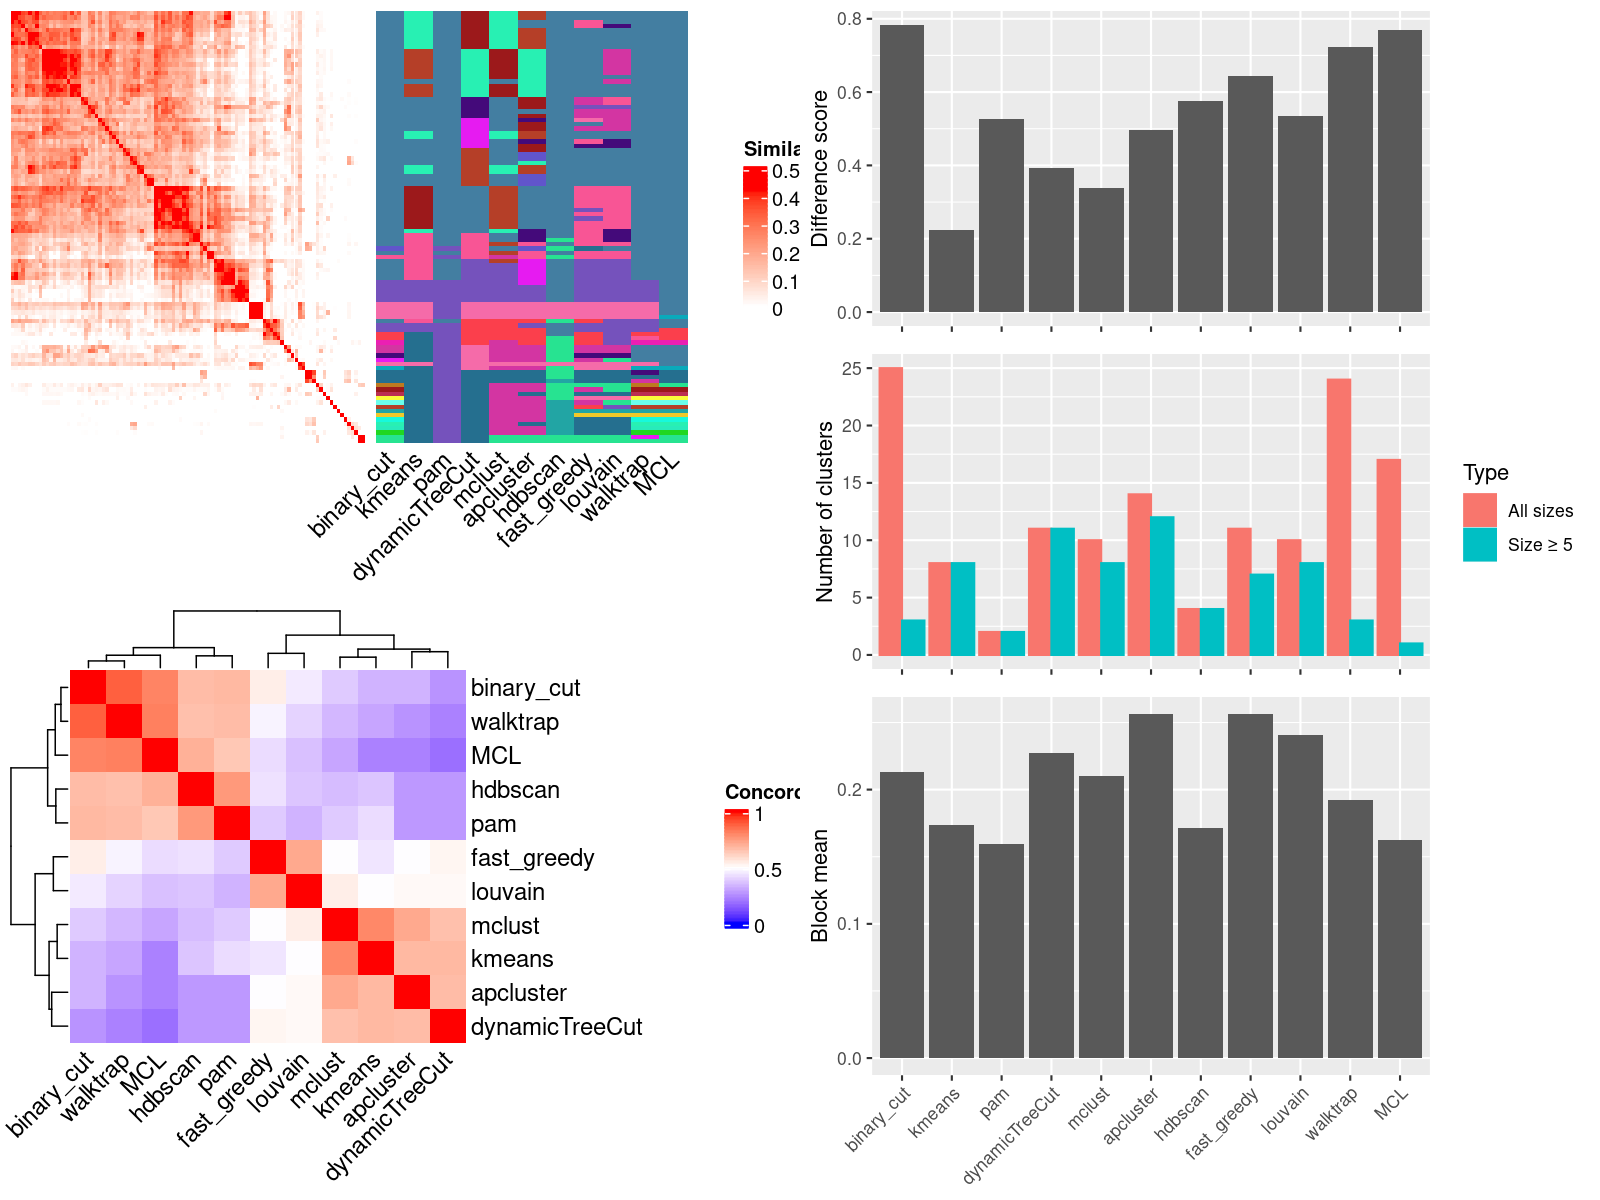 Simila
0.5
0.4
0.3
0.2
0.1
0
binary_cut
kmeans
pam
dynamicTreeCut
mclust
apcluster
hdbscan
fast_greedy
louvain
walktrap
MCL
Difference score
0.8
0.6
0.4
0.2
0.0
Number of clusters
25
20
15
10
5
0
Type
All sizes
Size ≥ 5
binary_cut
walktrap
MCL
hdbscan
pam
fast_greedy
louvain
mclust
kmeans
apcluster
dynamicTreeCut
binary_cut
walktrap
MCL
hdbscan
pam
fast_greedy
louvain
mclust
kmeans
apcluster
dynamicTreeCut
Concord
1
0.5
0
Block mean
0.2
0.1
0.0
binary_cut
kmeans
pam
dynamicTreeCut
mclust
apcluster
hdbscan
fast_greedy
louvain
walktrap
MCL